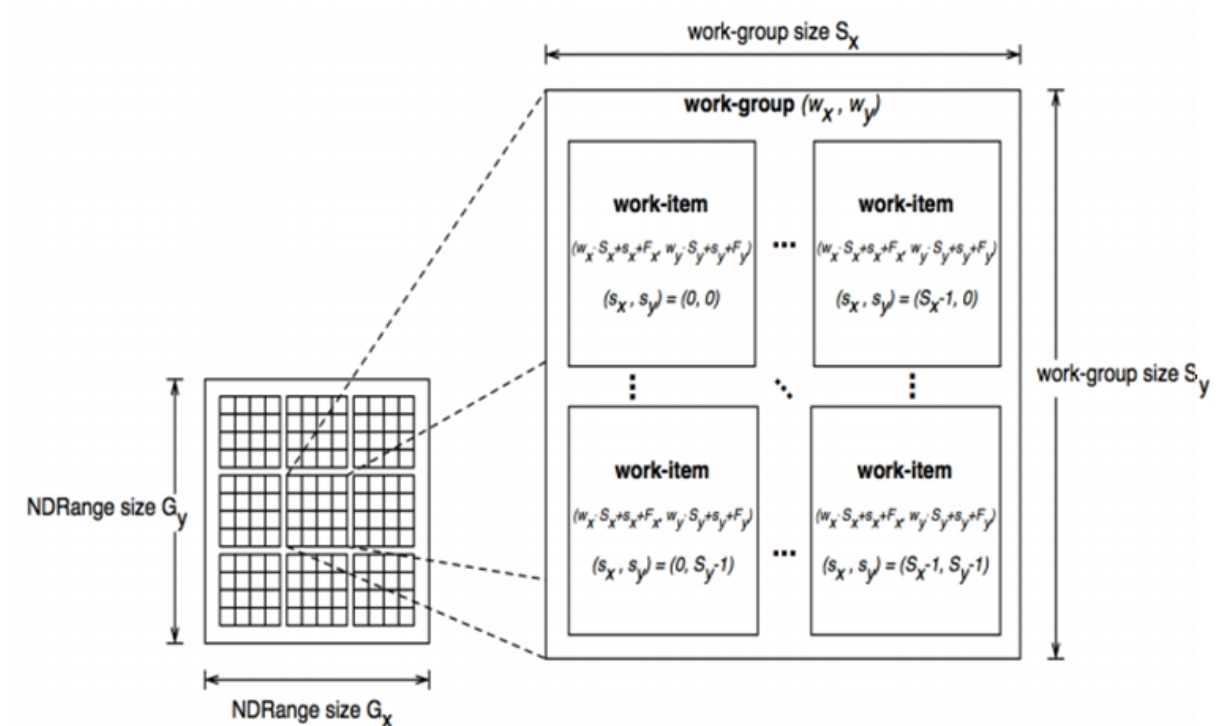 work-group size Sx
work-group (wx , wy)
work-item
(wx·Sx+sx+Fx, wy·Sy+sy+Fy)
(sx , sy) = (0, 0)
...
work-item
(wx·Sx+sx+Fx, wy·Sy+sy+Fy)
(sx , sy) = (Sx-1, 0)
work-group size Sy
work-item
(wx·Sx+sx+Fx, wy·Sy+sy+Fy)
(sx , sy) = (0, Sy-1)
...
work-item
(wx·Sx+sx+Fx, wy·Sy+sy+Fy)
(sx , sy) = (Sx-1, Sy-1)
NDRange size Gy
NDRange size Gx